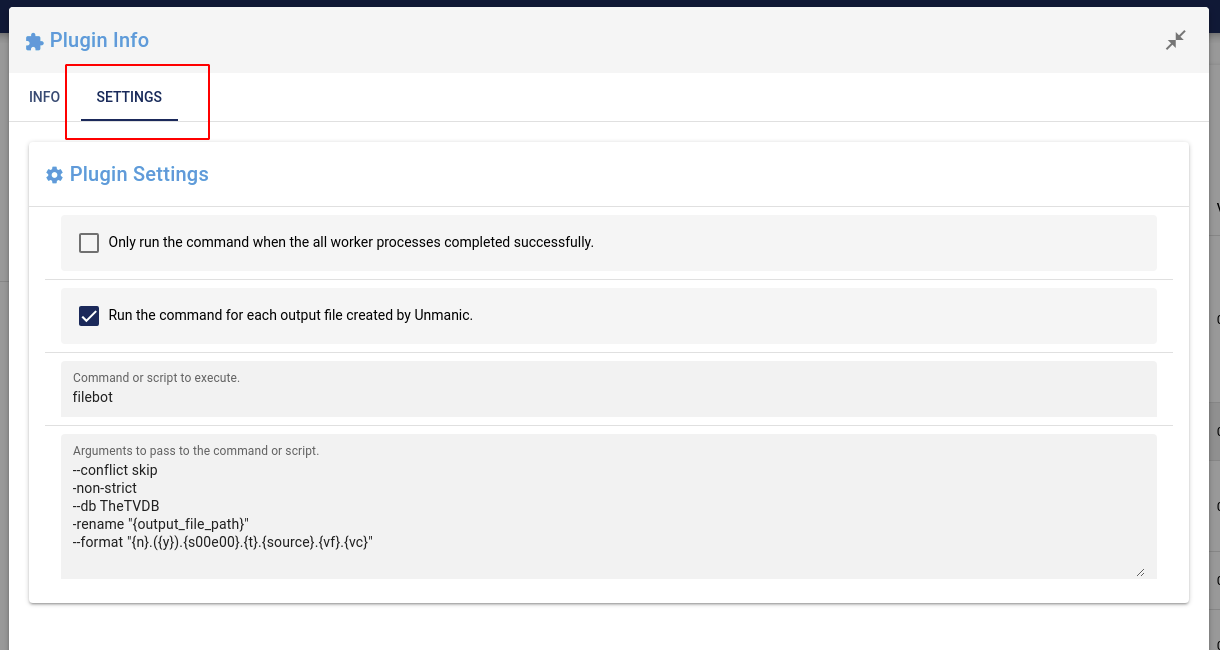 Plugin Info
INFO
SETTINGS
Plugin Settings
Only run the command when the all worker processes completed successfully.
Run the command for each output file created by Unmanic.
Command or script to execute.
filebot
Arguments to pass to the command or script.
--conflict skip
-non-strict
--db TheTVDB
-rename "{output_file_path}"
--format "{n}.({y}).{s00e00}.{t}.{source}.{vf}.{vc}"